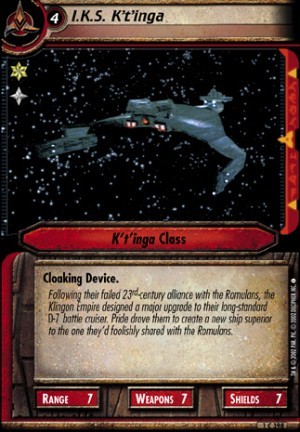 4
I.K.S. K't'inga
K't'inga Class
Cloaking Device.
Following their failed 23rd-century alliance with the Romulans, the
Klingon Empire designed a major upgrade to their long-standard
D-7 battle cruiser. Pride drove them to create a new ship superior
to the one they'd foolishly shared with the Romulans.
RANGE 7
WEAPONS 7
SHIELDS 7